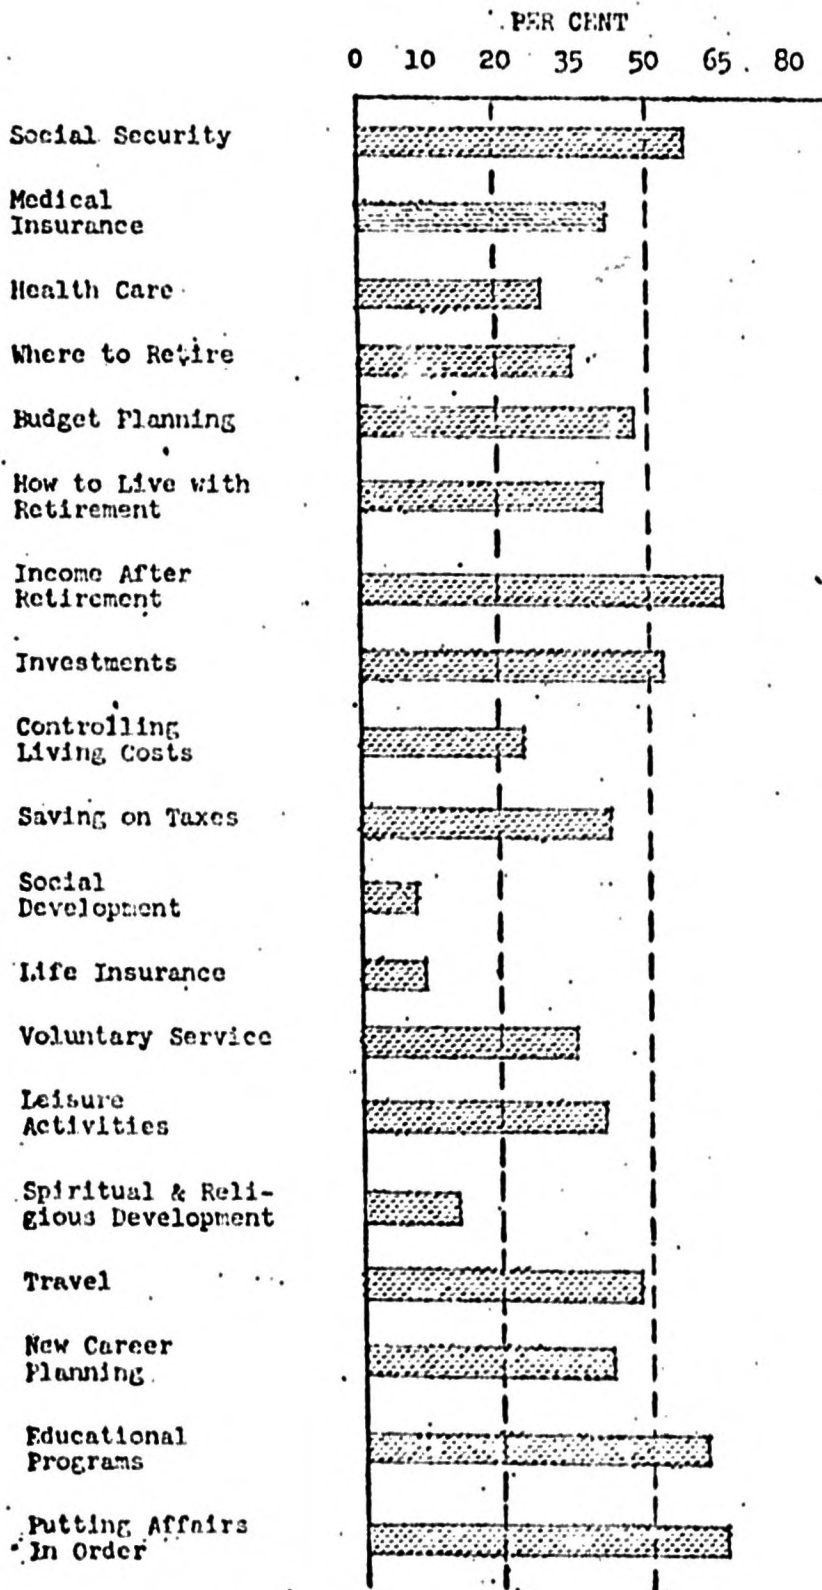 PER CENT
0 10 20 35 50 65 80
Social Security
Medical
Insurance
Health Care
Where to Retire
Budget Planning
How to Live with
Retirement
Income After
Retirement
Investments
Controlling
Living Costs
Saving on Taxes
Social
Development
Life Insurance
Voluntary Service
Leisure
Activities
Spiritual & Reli-
gious Development
Travel
New Career
Planning
Educational
Programs
Putting Affairs
In Order